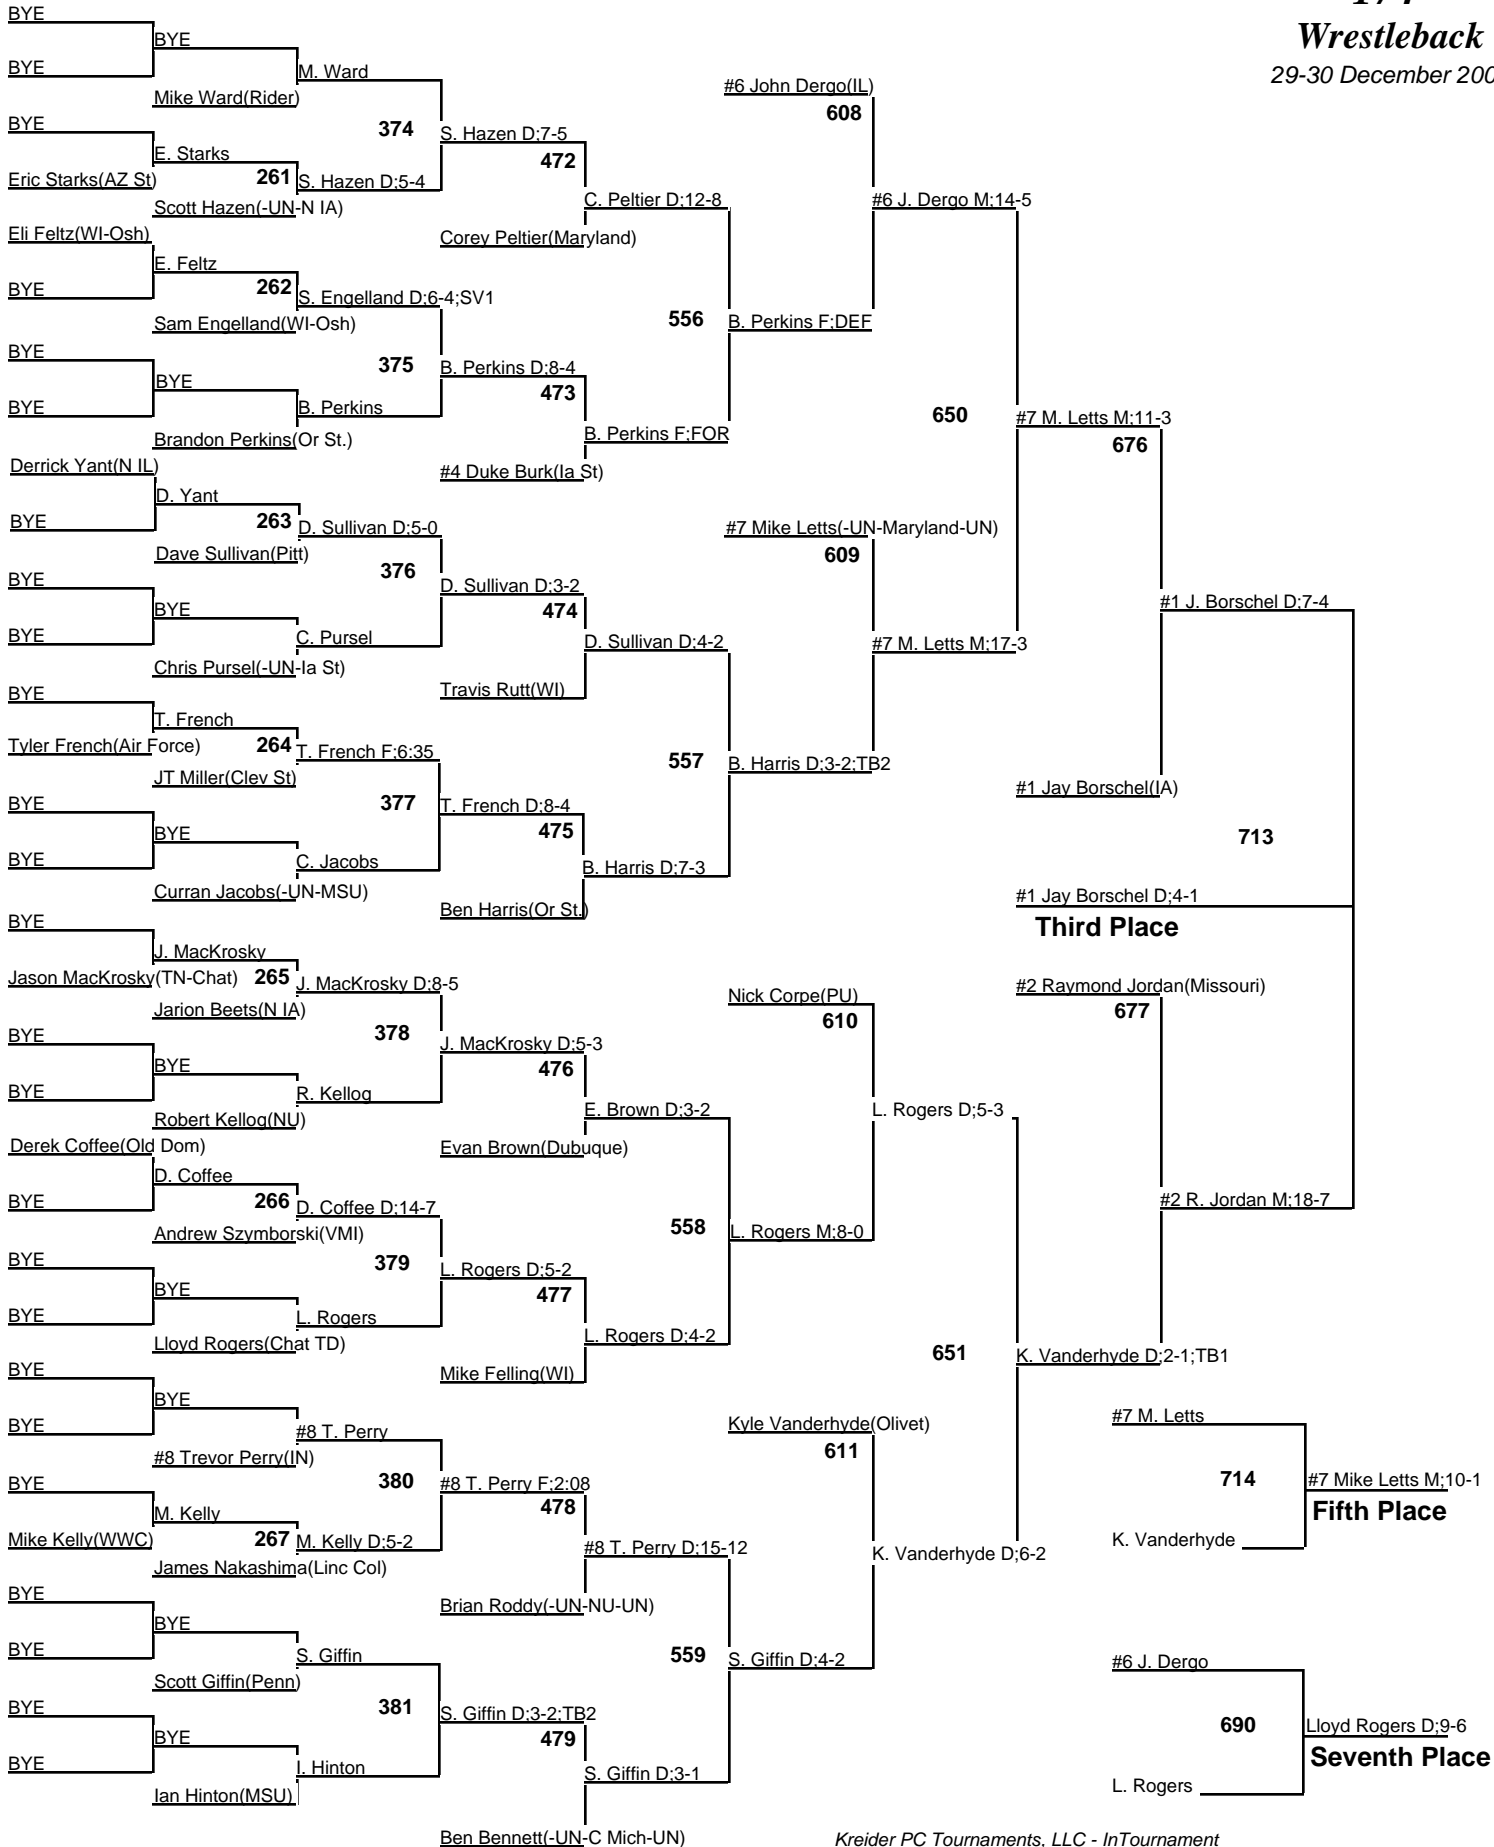 Wrestleback
29-30 December 200
BYE
BYE
BYE
M. Ward
Mike Ward(Rider)
374
BYE
E. Starks
Eric Starks(AZ St)
261
S. Hazen D;5-4
Scott Hazen(-UN-N IA)
S. Hazen D;7-5
472
C. Peltier D;12-8
Corey Peltier(Maryland)
Eli Feltz(WI-Osh)
E. Feltz
BYE
262
S. Engelland D;6-4;SV1
Sam Engelland(WI-Osh)
375
BYE
BYE
BYE
B. Perkins
Brandon Perkins(Or St.)
B. Perkins D;8-4
473
B. Perkins F;FOR
#4 Duke Burk(Ia St)
556
B. Perkins F;DEF
#6 John Dergo(IL)
608
#6 J. Dergo M;14-5
Derrick Yant(N IL)
D. Yant
BYE
263
D. Sullivan D;5-0
Dave Sullivan(Pitt)
376
BYE
BYE
BYE
C. Pursel
Chris Pursel(-UN-Ia St)
D. Sullivan D;3-2
474
D. Sullivan D;4-2
Travis Rutt(WI)
BYE
T. French
Tyler French(Air Force)
264
T. French F;6:35
JT Miller(Clev St)
377
BYE
BYE
BYE
C. Jacobs
Curran Jacobs(-UN-MSU)
T. French D;8-4
475
B. Harris D;7-3
Ben Harris(Or St.)
557
B. Harris D;3-2;TB2
#7 Mike Letts(-UN-Maryland-UN)
609
#7 M. Letts M;17-3
650
#7 M. Letts M;11-3
676
#1 J. Borschel D;7-4
#1 Jay Borschel(IA)
713
#1 Jay Borschel D;4-1
Third Place
BYE
J. MacKrosky
Jason MacKrosky(TN-Chat)
265
J. MacKrosky D;8-5
Jarion Beets(N IA)
378
BYE
BYE
BYE
R. Kellog
Robert Kellog(NU)
J. MacKrosky D;5-3
476
E. Brown D;3-2
Evan Brown(Dubuque)
Derek Coffee(Old Dom)
D. Coffee
BYE
266
D. Coffee D;14-7
Andrew Szymborski(VMI)
379
BYE
BYE
BYE
L. Rogers
Lloyd Rogers(Chat TD)
L. Rogers D;5-2
477
L. Rogers D;4-2
Mike Felling(WI)
558
L. Rogers M;8-0
Nick Corpe(PU)
610
L. Rogers D;5-3
BYE
BYE
BYE
#8 T. Perry
#8 Trevor Perry(IN)
380
BYE
M. Kelly
Mike Kelly(WWC)
267
M. Kelly D;5-2
James Nakashima(Linc Col)
#8 T. Perry F;2:08
478
#8 T. Perry D;15-12
Brian Roddy(-UN-NU-UN)
BYE
BYE
BYE
S. Giffin
Scott Giffin(Penn)
381
BYE
BYE
BYE
I. Hinton
Ian Hinton(MSU)
S. Giffin D;3-2;TB2
479
S. Giffin D;3-1
Ben Bennett(-UN-C Mich-UN)
559
S. Giffin D;4-2
Kyle Vanderhyde(Olivet)
611
K. Vanderhyde D;6-2
651
K. Vanderhyde D;2-1;TB1
#2 Raymond Jordan(Missouri)
677
#2 R. Jordan M;18-7
#7 M. Letts
714
#7 Mike Letts M;10-1
Fifth Place
K. Vanderhyde
#6 J. Dergo
690
Lloyd Rogers D;9-6
Seventh Place
L. Rogers
Kreider PC Tournaments, LLC - InTournament